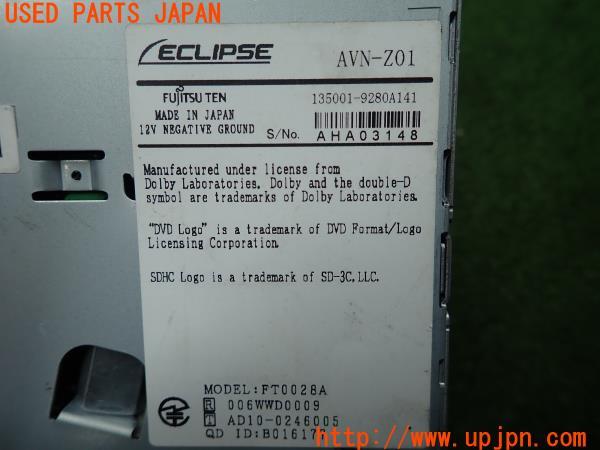 USED PARTS JAPAN
ECLIPSE AVN-Z01
FUJITSU TEN 135001-9280A141
MADE IN JAPAN
12V NEGATIVE GROUND S/No. AHA03148
Manufactured under license from
Dolby Laboratories. Dolby and the double-D
symbol are trademarks of Dolby Laboratories.
"DVD Logo" is a trademark of DVD Format/Logo
Licensing Corporation.
SDHC Logo is a trademark of SD-3C, LLC.
MODEL:FT0028A
R 006WWD0009
T AD10-0246005
QD ID:B01617
http://www.upjpn.com/